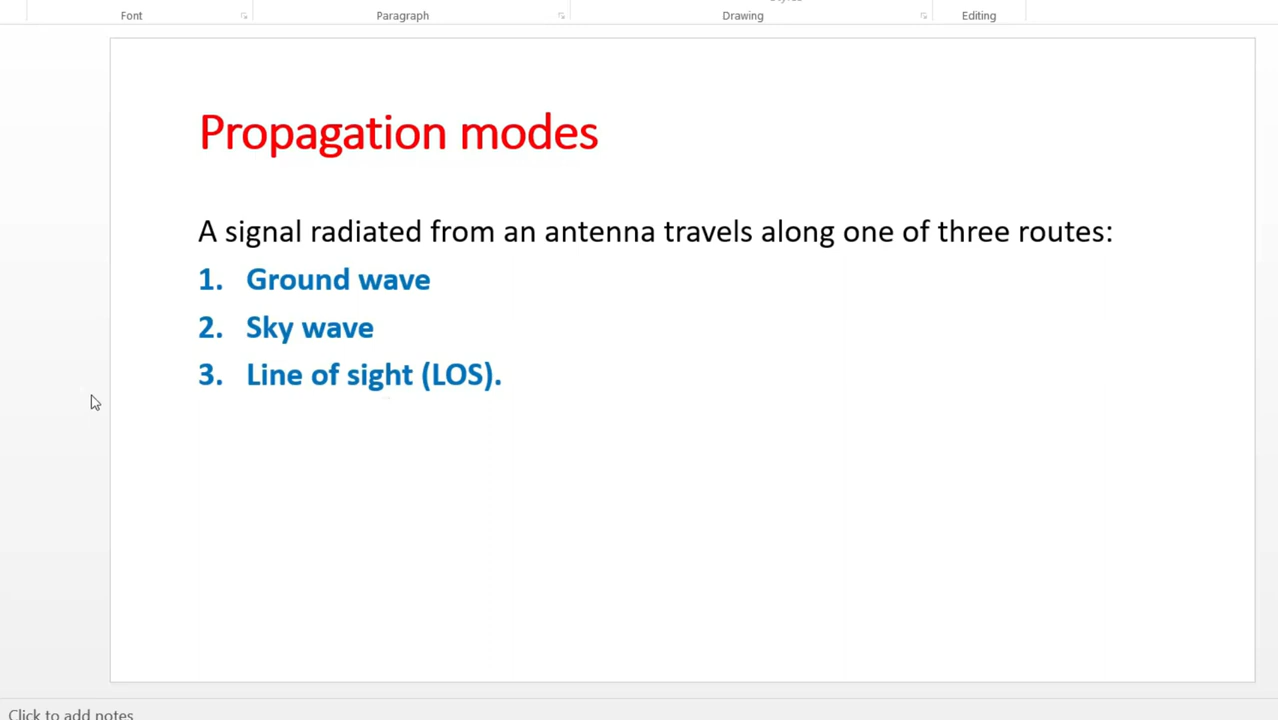 Font Paragraph Drawing Editing
Propagation modes
A signal radiated from an antenna travels along one of three routes:
1. Ground wave
2. Sky wave
3. Line of sight (LOS).
Click to add notes